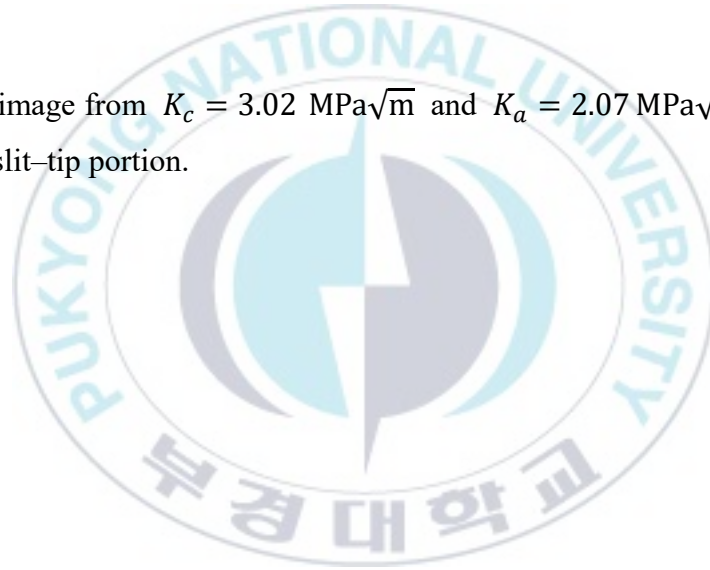 PUKYONG NATIONAL UNIVERSITY
image from K_c = 3.02 MPa√m and K_a = 2.07 MPa√
slit–tip portion.
부경대학교